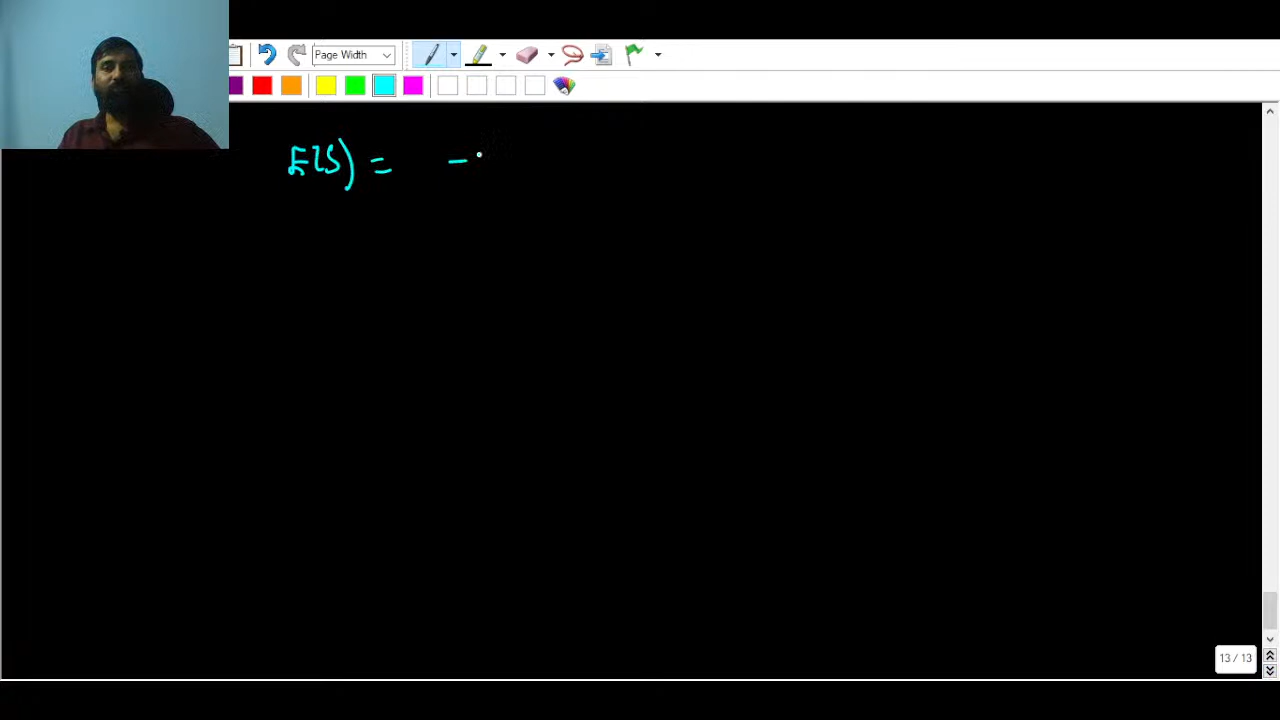 Page Width
E(S) = -
13 / 13